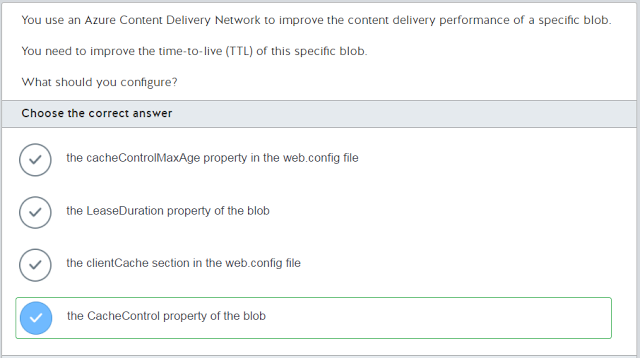 You use an Azure Content Delivery Network to improve the content delivery performance of a specific blob.
You need to improve the time-to-live (TTL) of this specific blob.
What should you configure?
Choose the correct answer
the cacheControlMaxAge property in the web.config file
the LeaseDuration property of the blob
the clientCache section in the web.config file
the CacheControl property of the blob